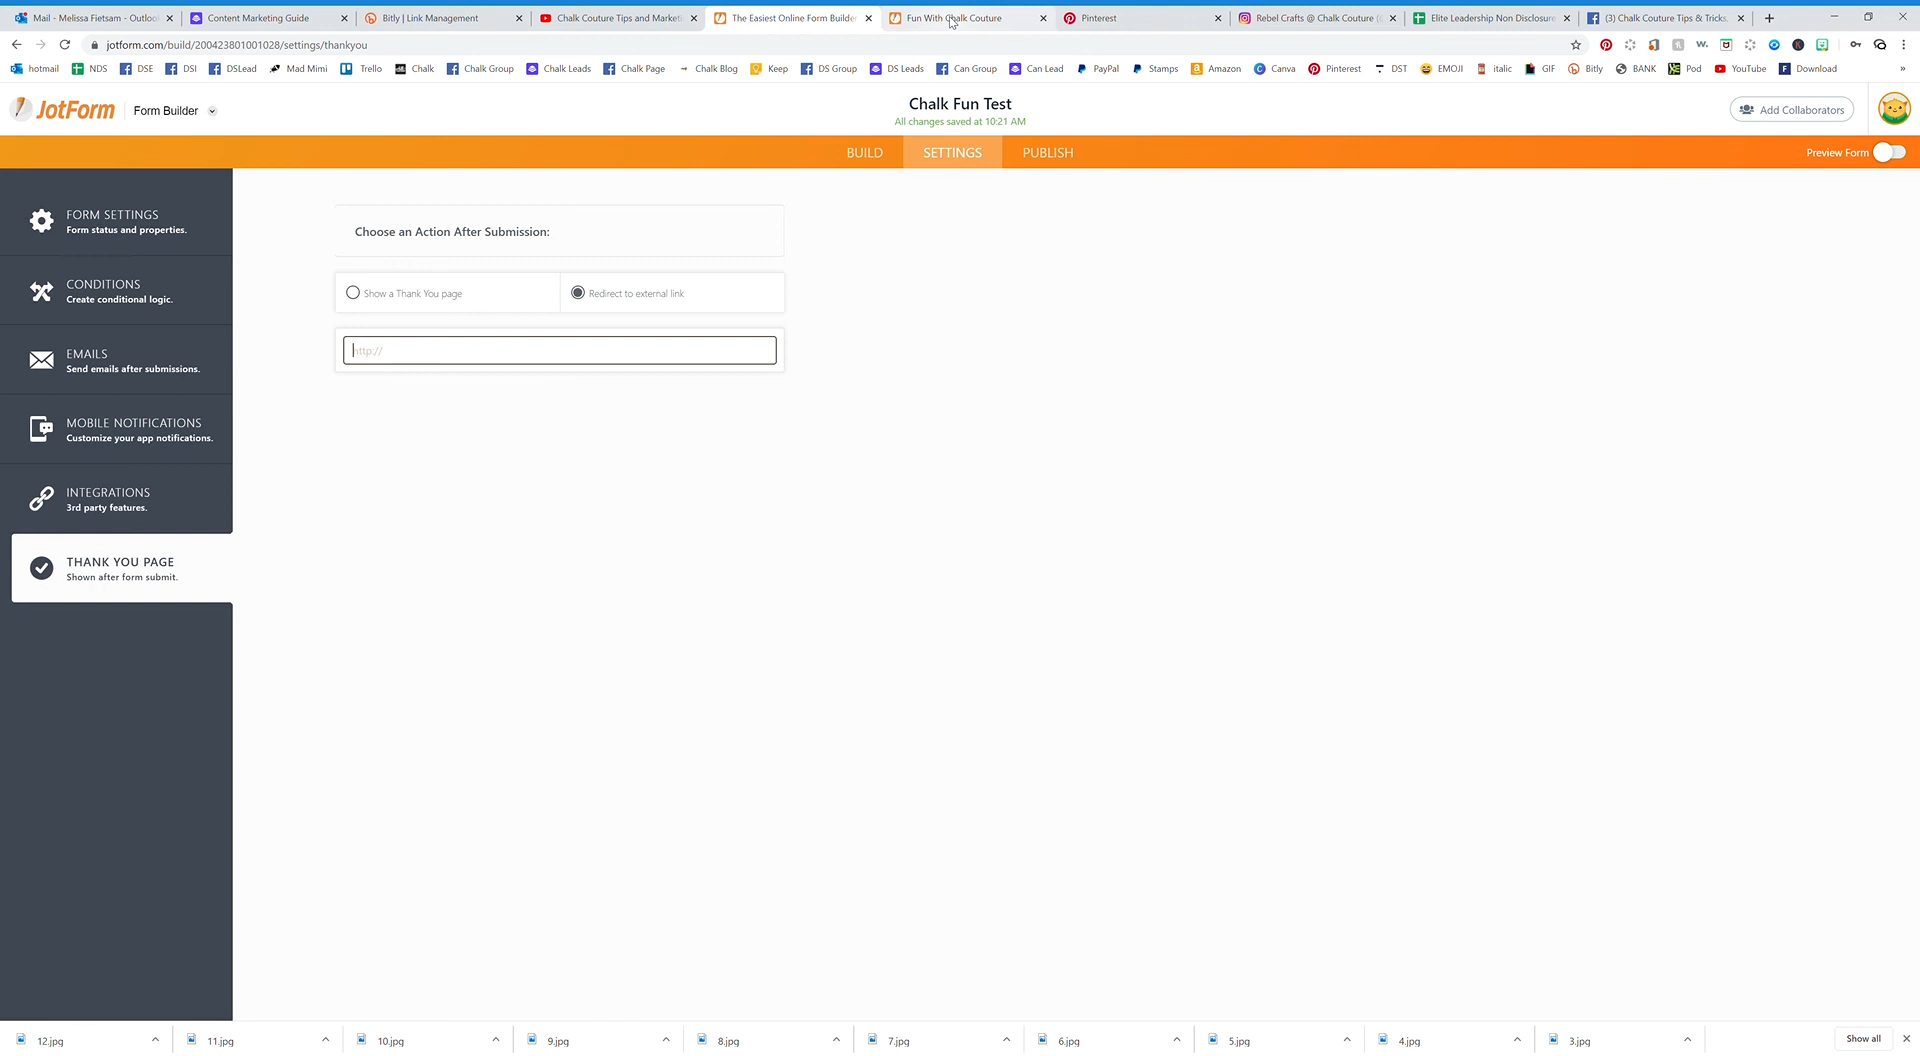 Mail - Melissa Fietsam - Outloo
Content Marketing Guide
Bitly | Link Management
Chalk Couture Tips and Marketi
The Easiest Online Form Builder
Fun With Chalk Couture
Pinterest
Rebel Crafts @ Chalk Couture (
Elite Leadership Non Disclosure
(3) Chalk Couture Tips & Tricks.
jotform.com/build/200423801001028/settings/thankyou
hotmail NDS DSE DSI DSLead Mad Mimi Trello Chalk Chalk Group Chalk Leads Chalk Page Chalk Blog Keep DS Group DS Leads Can Group Can Lead PayPal Stamps Amazon Canva Pinterest DST EMOJI italic GIF Bitly BANK Pod YouTube Download »
JotForm
Form Builder
Chalk Fun Test
All changes saved at 10:21 AM
Add Collaborators
BUILD SETTINGS PUBLISH
Preview Form
FORM SETTINGS
Form status and properties.
CONDITIONS
Create conditional logic.
EMAILS
Send emails after submissions.
MOBILE NOTIFICATIONS
Customize your app notifications.
INTEGRATIONS
3rd party features.
THANK YOU PAGE
Shown after form submit.
Choose an Action After Submission:
Show a Thank You page
Redirect to external link
http://
12.jpg 11.jpg 10.jpg 9.jpg 8.jpg 7.jpg 6.jpg 5.jpg 4.jpg 3.jpg Show all